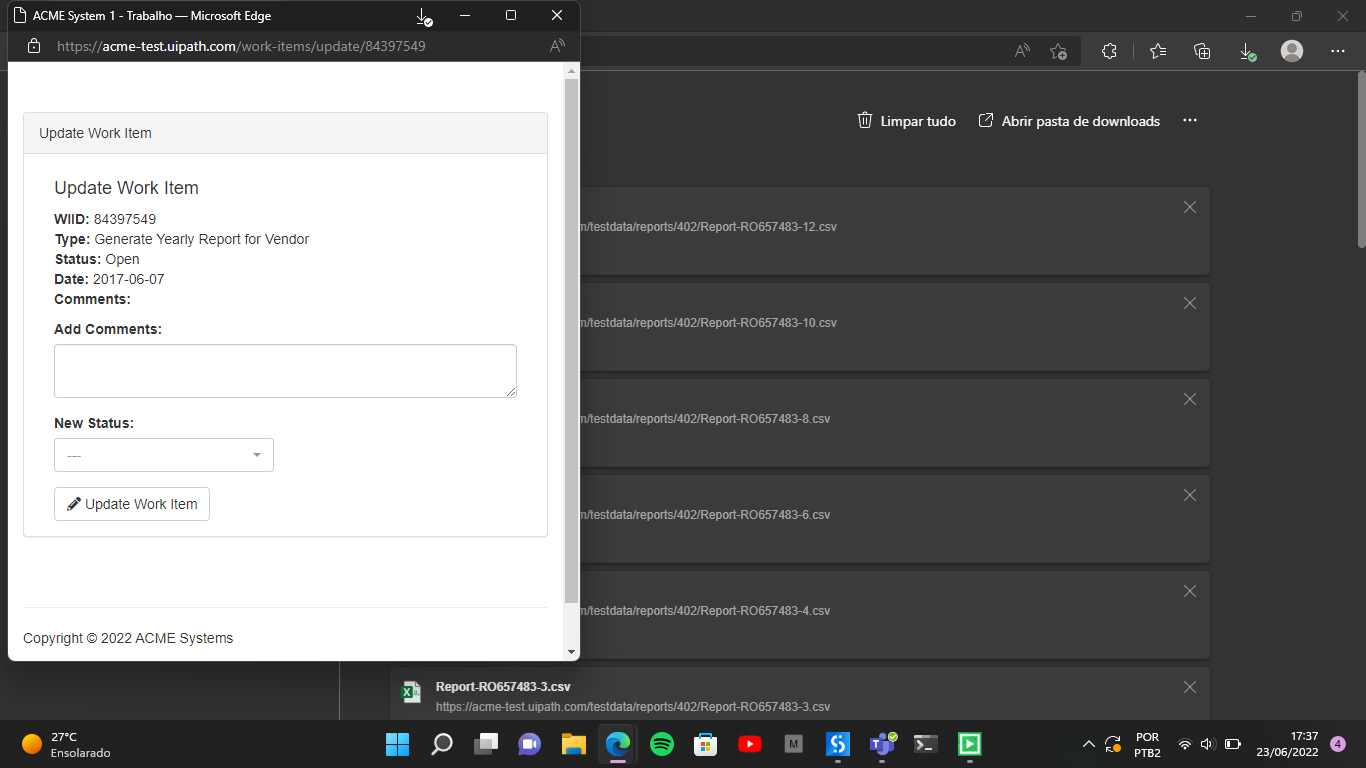 ACME System 1 - Trabalho — Microsoft Edge
https://acme-test.uipath.com/work-items/update/84397549
Update Work Item
Update Work Item
WIID: 84397549
Type: Generate Yearly Report for Vendor
Status: Open
Date: 2017-06-07
Comments:
Add Comments:
New Status:
---
Update Work Item
Copyright © 2022 ACME Systems
Limpar tudo
Abrir pasta de downloads
/testdata/reports/402/Report-RO657483-12.csv
/testdata/reports/402/Report-RO657483-10.csv
/testdata/reports/402/Report-RO657483-8.csv
/testdata/reports/402/Report-RO657483-6.csv
/testdata/reports/402/Report-RO657483-4.csv
Report-RO657483-3.csv
https://acme-test.uipath.com/testdata/reports/402/Report-RO657483-3.csv
27°C
Ensolarado
M
POR
PTB2
17:37
23/06/2022
4